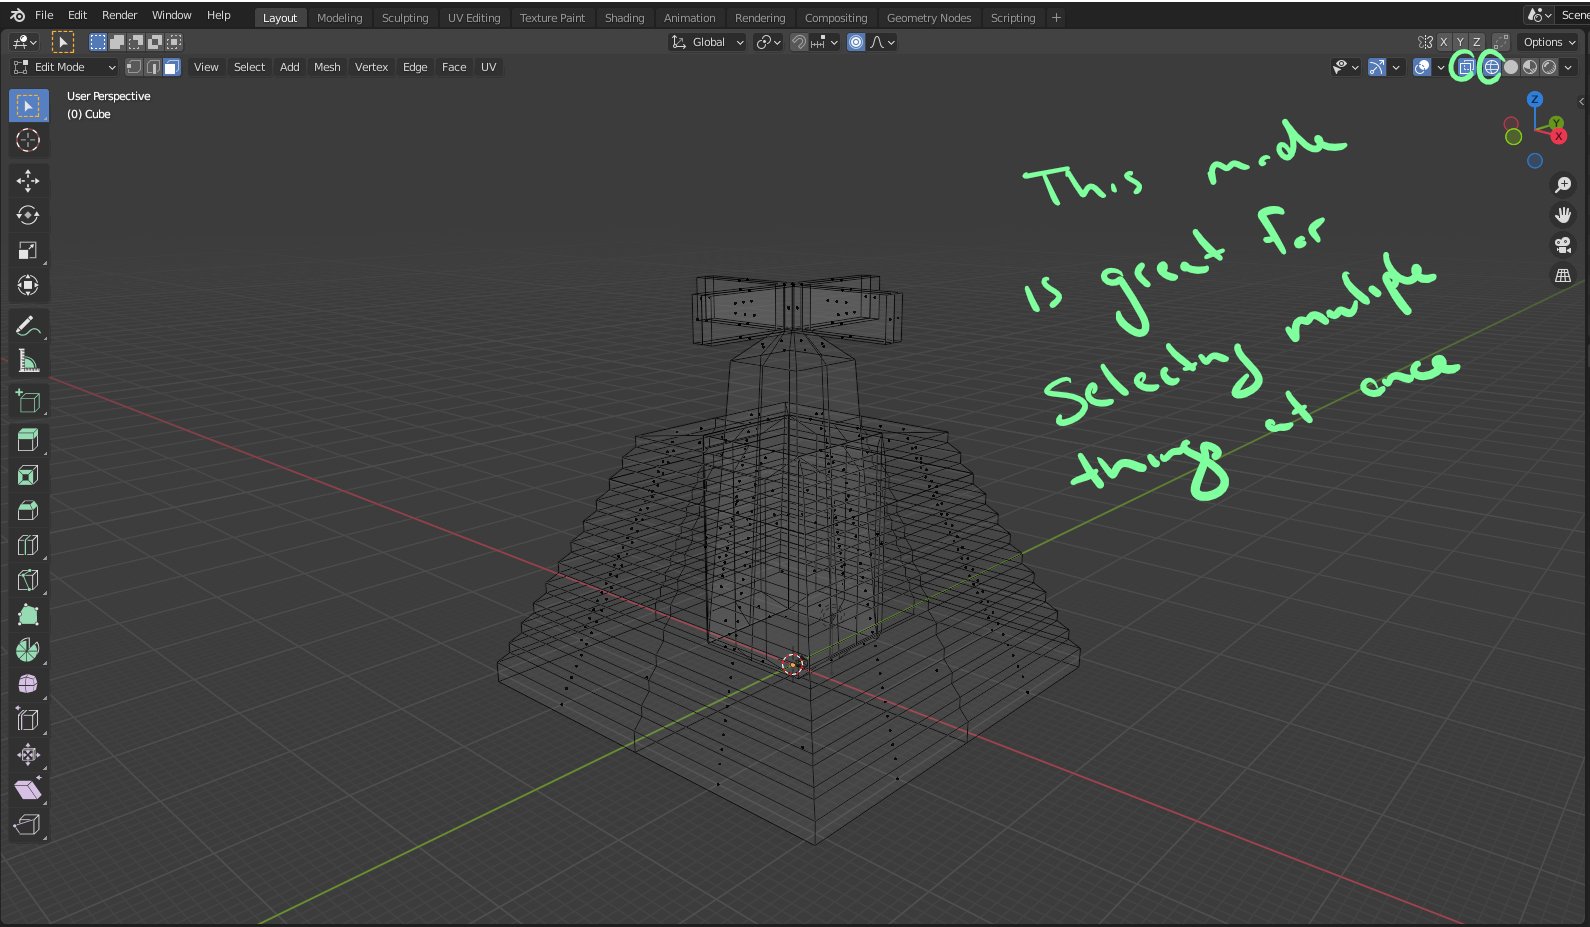 File Edit Render Window Help Layout Modeling Sculpting UV Editing Texture Paint Shading Animation Rendering Compositing Geometry Nodes Scripting + Scene
Global X Y Z Options
Edit Mode View Select Add Mesh Vertex Edge Face UV
User Perspective
(0) Cube
Z
Y
X
This mode
is great for
Selecting multiple
things at once